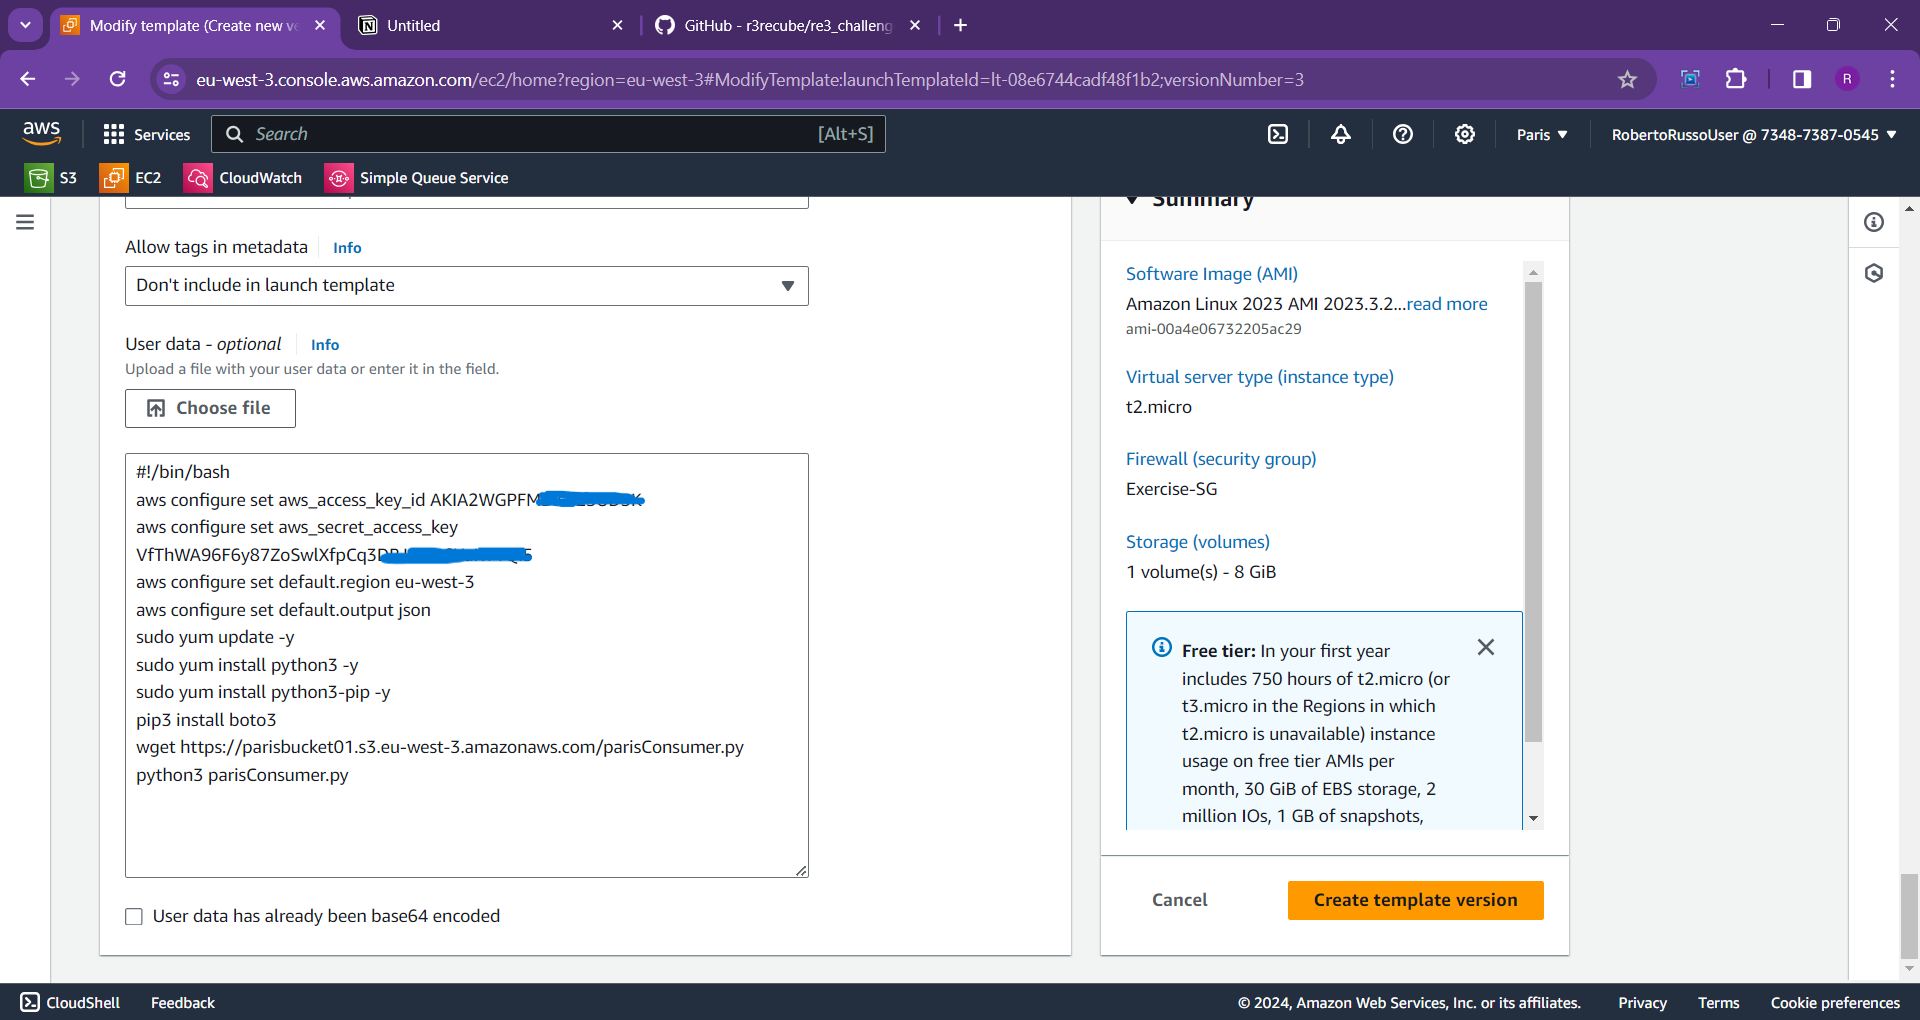 Modify template (Create new ve
Untitled
GitHub - r3recube/re3_challeng
eu-west-3.console.aws.amazon.com/ec2/home?region=eu-west-3#ModifyTemplate:launchTemplateId=lt-08e6744cadf48f1b2;versionNumber=3
R
aws
Services
Search
[Alt+S]
Paris
RobertoRussoUser @ 7348-7387-0545
S3
EC2
CloudWatch
Simple Queue Service
Allow tags in metadata
Info
Don't include in launch template
User data - optional
Info
Upload a file with your user data or enter it in the field.
Choose file
#!/bin/bash
aws configure set aws_access_key_id
aws configure set aws_secret_access_key
aws configure set default.region eu-west-3
aws configure set default.output json
sudo yum update -y
sudo yum install python3 -y
sudo yum install python3-pip -y
pip3 install boto3
wget https://parisbucket01.s3.eu-west-3.amazonaws.com/parisConsumer.py
python3 parisConsumer.py
User data has already been base64 encoded
Summary
Software Image (AMI)
Amazon Linux 2023 AMI 2023.3.2...read more
ami-00a4e06732205ac29
Virtual server type (instance type)
t2.micro
Firewall (security group)
Exercise-SG
Storage (volumes)
1 volume(s) - 8 GiB
Free tier: In your first year
includes 750 hours of t2.micro (or
t3.micro in the Regions in which
t2.micro is unavailable) instance
usage on free tier AMIs per
month, 30 GiB of EBS storage, 2
million IOs, 1 GB of snapshots,
Cancel
Create template version
CloudShell
Feedback
© 2024, Amazon Web Services, Inc. or its affiliates.
Privacy
Terms
Cookie preferences